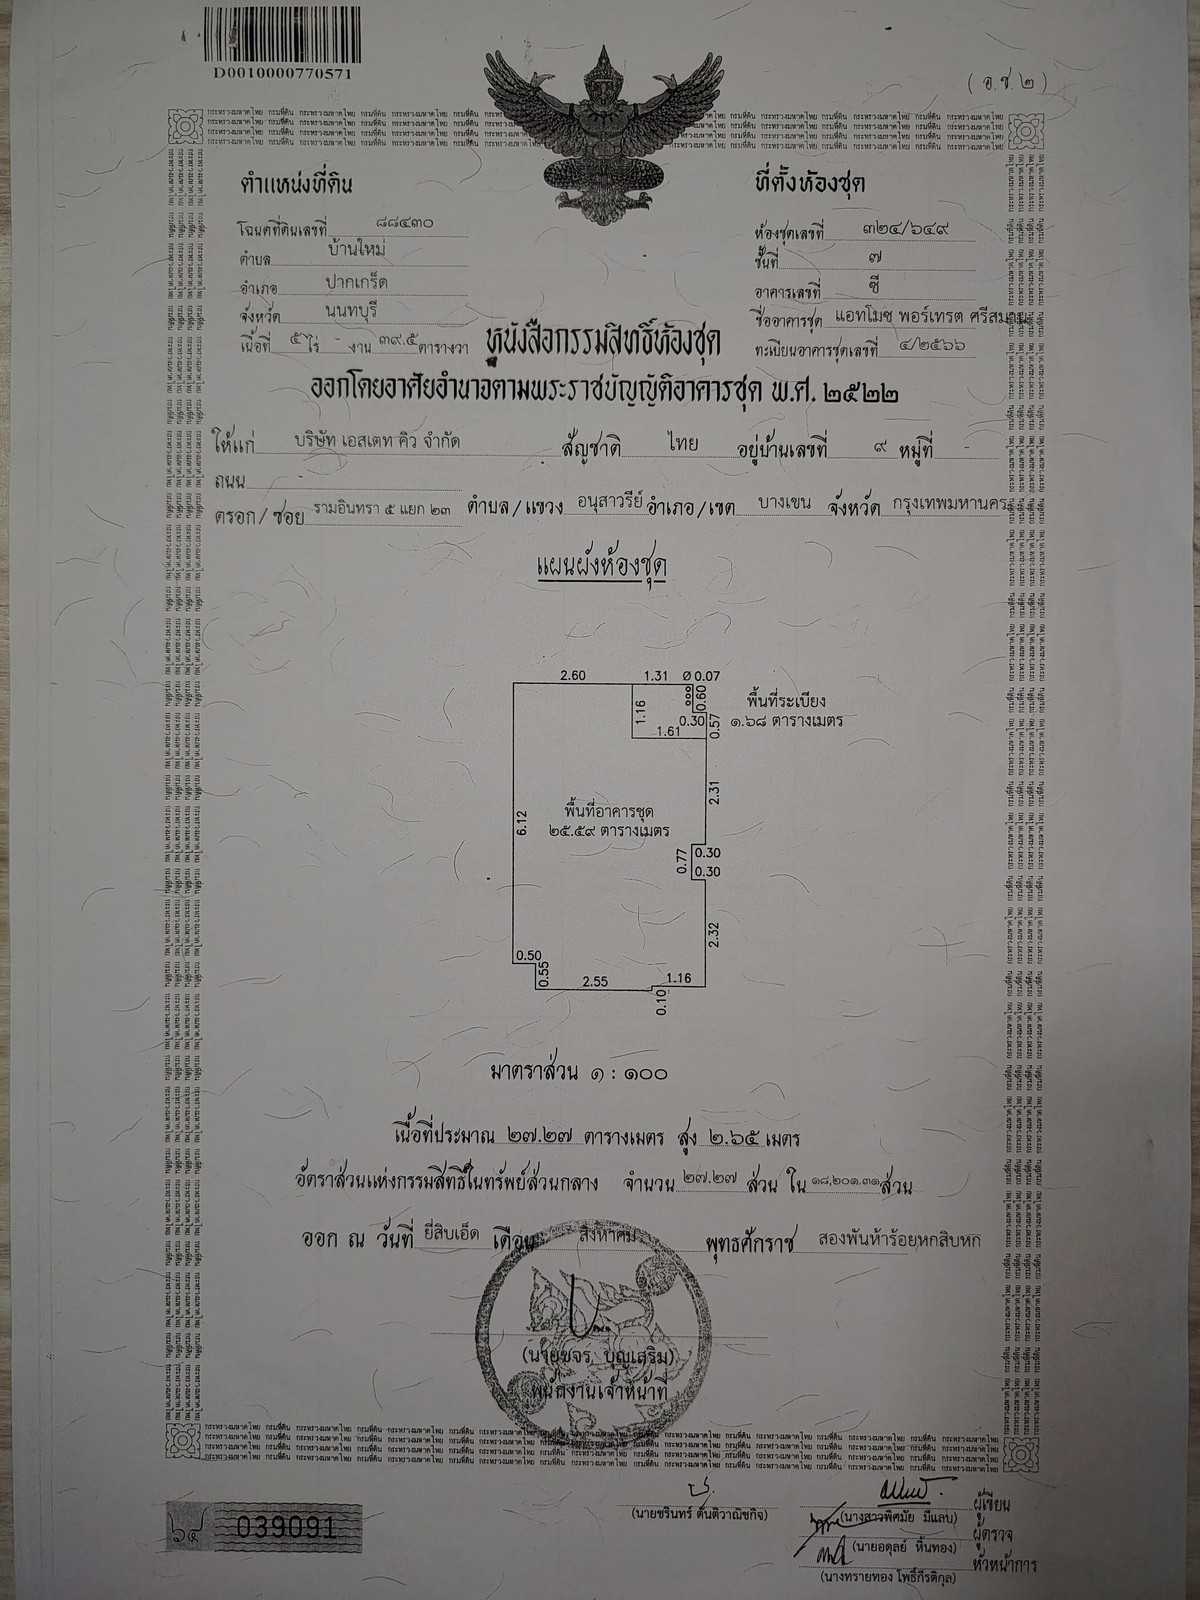 D0010000770571
( อ.ช.๒ )
ตำแหน่งที่ดิน
โฉนดที่ดินเลขที่ ๘๘๔๓๐
ตำบล บ้านใหม่
อำเภอ ปากเกร็ด
จังหวัด นนทบุรี
เนื้อที่ ๕ ไร่ - งาน ๓๙.๕ ตารางวา
ที่ตั้งห้องชุด
ห้องชุดเลขที่ ๓๒๔/๖๔๙
ชั้นที่ ๗
อาคารเลขที่ ซี
ชื่ออาคารชุด แอทโมซ พอร์เทรต ศรีสมาน
ทะเบียนอาคารชุดเลขที่ ๔/๒๕๖๖
หนังสือกรรมสิทธิ์ห้องชุด
ออกโดยอาศัยอำนาจตามพระราชบัญญัติอาคารชุด พ.ศ. ๒๕๒๒
ให้แก่ บริษัท เอสเตท คิว จำกัด สัญชาติ ไทย อยู่บ้านเลขที่ ๙ หมู่ที่ -
ถนน -
ตรอก/ซอย รามอินทรา ๕ แยก ๒๓ ตำบล/แขวง อนุสาวรีย์ อำเภอ/เขต บางเขน จังหวัด กรุงเทพมหานคร
แผนผังห้องชุด
2.60 1.31 Ø 0.07
1.16 0.60
0.30 0.57
1.61
พื้นที่ระเบียง
๑.๖๘ ตารางเมตร
2.31
6.12
พื้นที่อาคารชุด
๒๕.๕๙ ตารางเมตร
0.77 0.30
0.30
2.32
0.50
0.55 2.55 1.16
0.10
มาตราส่วน ๑ : ๑๐๐
เนื้อที่ประมาณ ๒๗.๒๗ ตารางเมตร สูง ๒.๖๕ เมตร
อัตราส่วนแห่งกรรมสิทธิ์ในทรัพย์ส่วนกลาง จำนวน ๒๗.๒๗ ส่วน ใน ๑๘,๒๐๑.๓๑ ส่วน
ออก ณ วันที่ ยี่สิบเอ็ด เดือน สิงหาคม พุทธศักราช สองพันห้าร้อยหกสิบหก
(นายขจร บุญเสริม)
พนักงานเจ้าหน้าที่
(นายชรินทร์ ตันติวาณิชกิจ)
ผู้เขียน
(นางสาวพิศมัย มีแลบ)
ผู้ตรวจ
(นายอดุลย์ หิ้นทอง)
หัวหน้าการ
(นางทรายทอง โพธิ์กีรติกุล)
๖๔ 039091